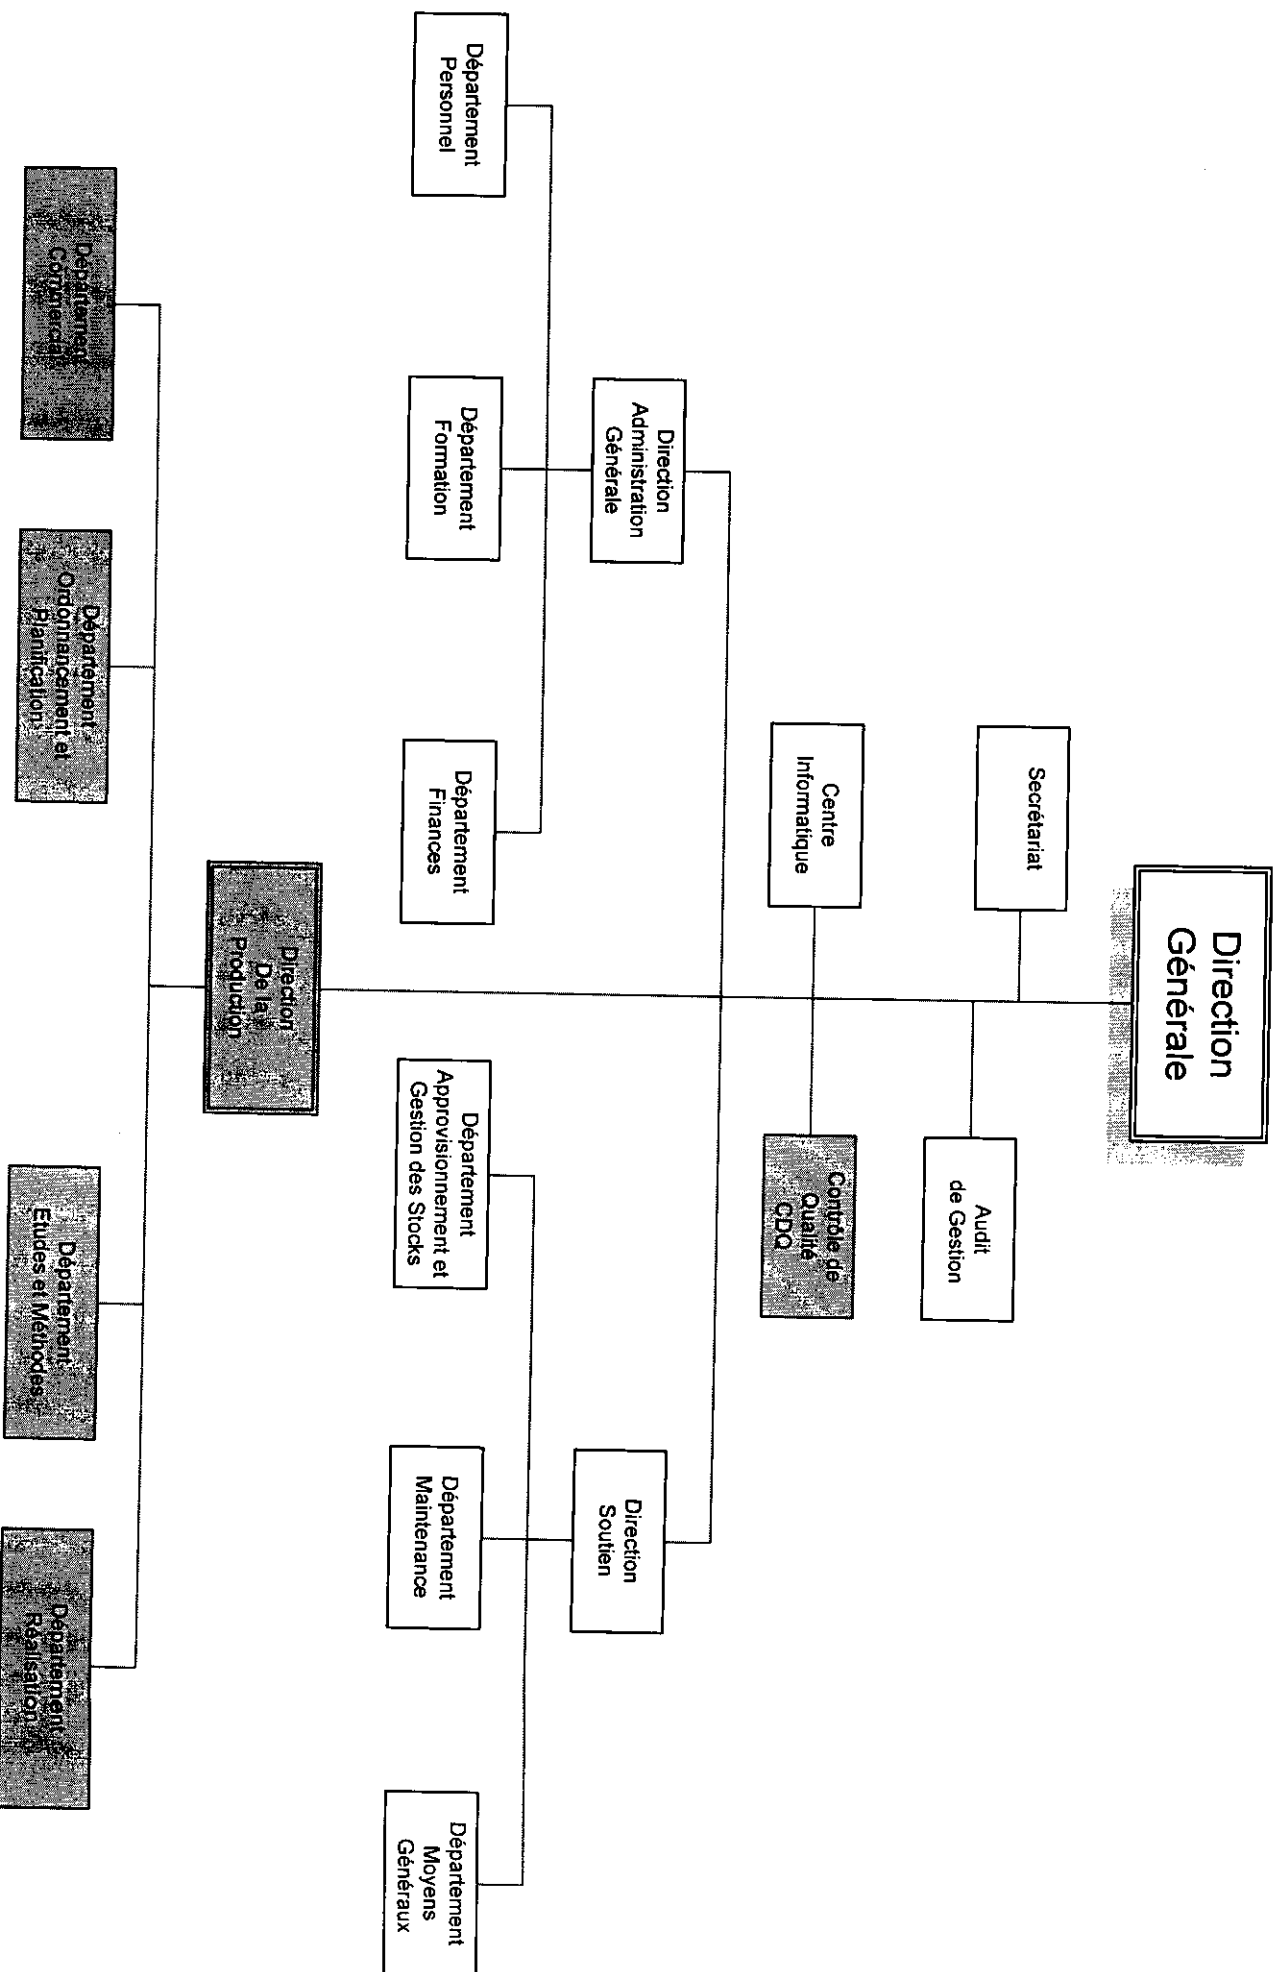 Direction
Générale
Secrétariat
Audit
de Gestion
Centre
Informatique
Contrôle de
Qualité
CDQ
Direction
Administration
Générale
Direction
Soutien
Département
Personnel
Département
Formation
Département
Finances
Département
Approvisionnement et
Gestion des Stocks
Département
Maintenance
Département
Moyens
Généraux
Direction
De la
Production
Département
Commercial
Département
Ordonnancement et
Planification
Département
Etudes et Méthodes
Département
Réalisation